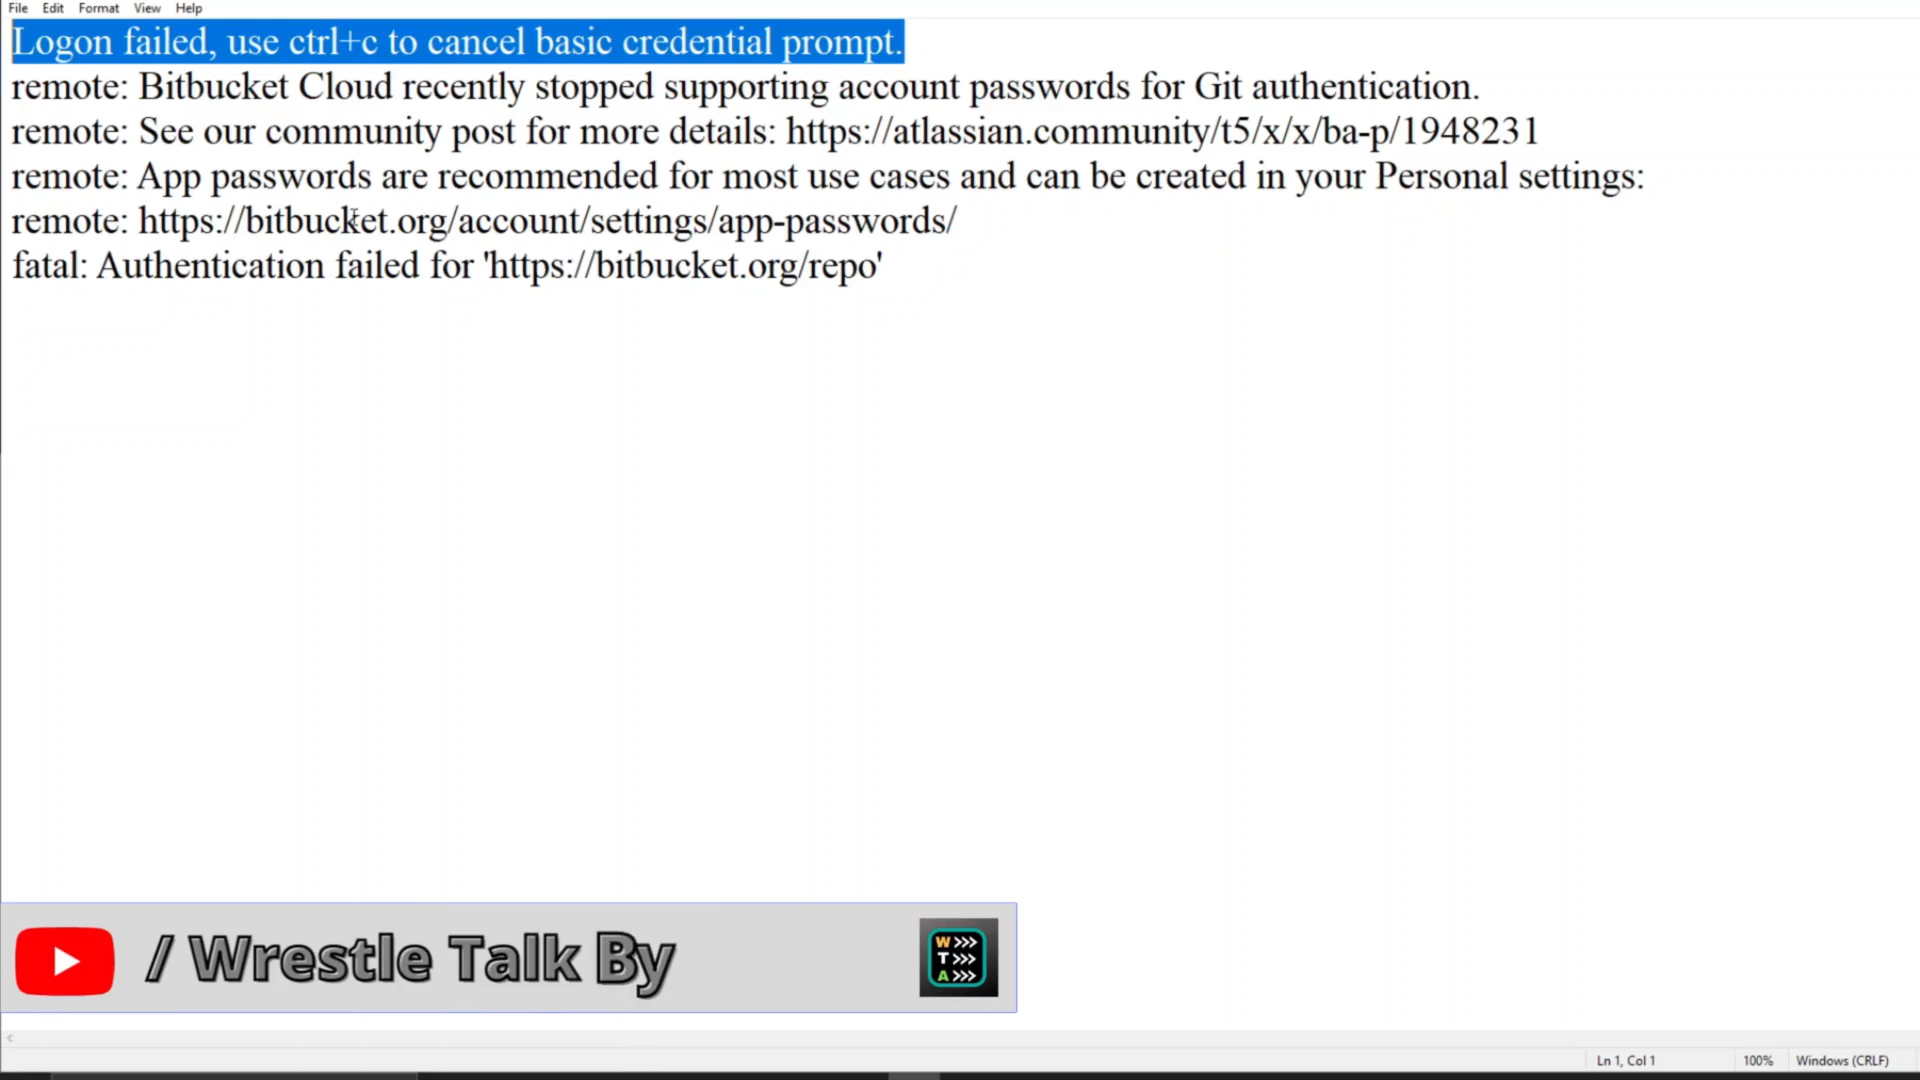 File Edit Format View Help
Logon failed, use ctrl+c to cancel basic credential prompt.
remote: Bitbucket Cloud recently stopped supporting account passwords for Git authentication.
remote: See our community post for more details: https://atlassian.community/t5/x/x/ba-p/1948231
remote: App passwords are recommended for most use cases and can be created in your Personal settings:
remote: https://bitbucket.org/account/settings/app-passwords/
fatal: Authentication failed for 'https://bitbucket.org/repo'
/ Wrestle Talk By
W>>>
T>>>
A>>>
Ln 1, Col 1 100% Windows (CRLF)